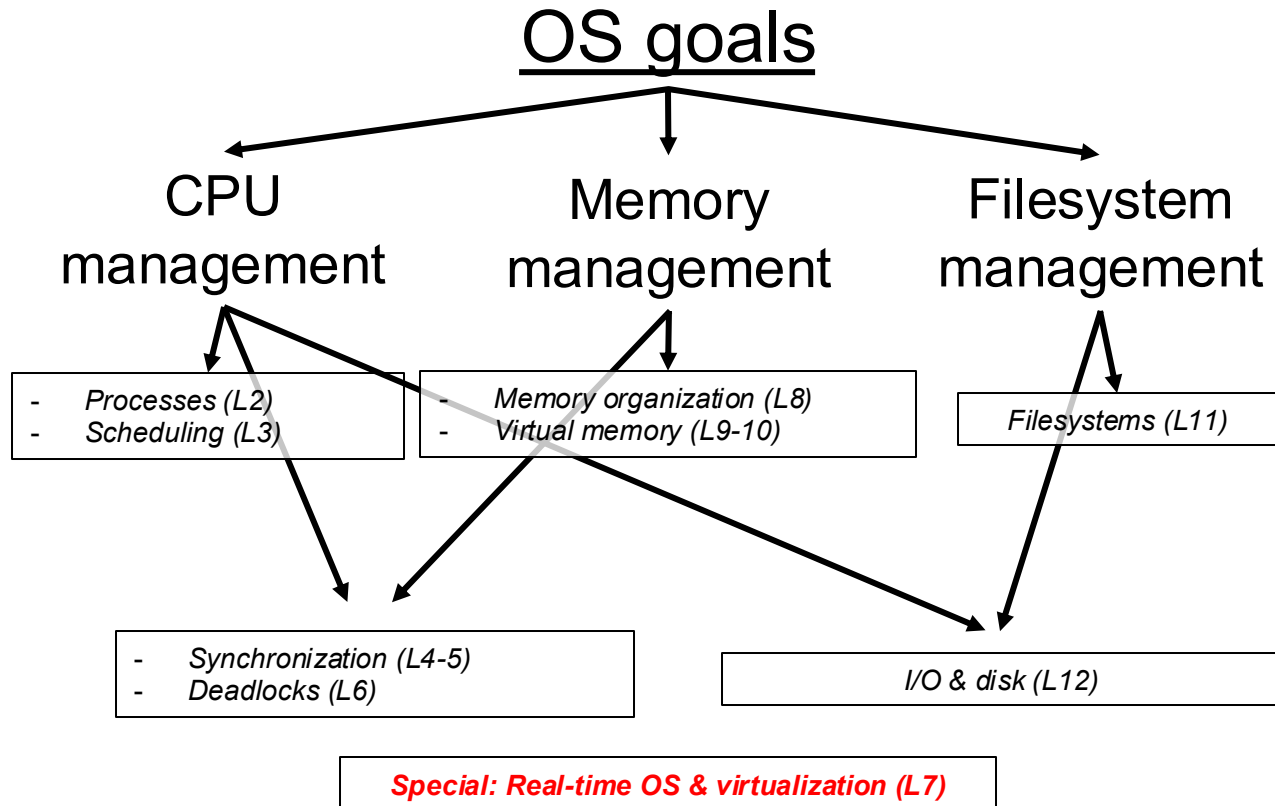 OS goals
CPU
management
Memory
management
Filesystem
management
- Processes (L2)
- Scheduling (L3)
- Memory organization (L8)
- Virtual memory (L9-10)
Filesystems (L11)
- Synchronization (L4-5)
- Deadlocks (L6)
I/O & disk (L12)
Special: Real-time OS & virtualization (L7)